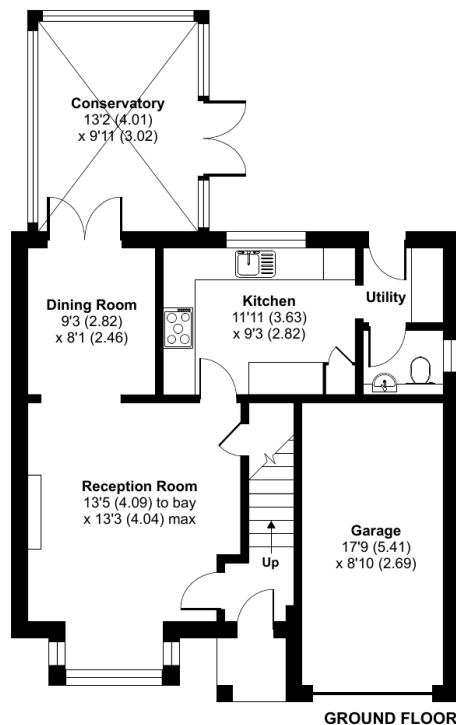 Conservatory
13'2 (4.01)
x 9'11 (3.02)
Dining Room
9'3 (2.82)
x 8'1 (2.46)
Kitchen
11'11 (3.63)
x 9'3 (2.82)
Utility
Reception Room
13'5 (4.09) to bay
x 13'3 (4.04) max
Up
Garage
17'9 (5.41)
x 8'10 (2.69)
GROUND FLOOR